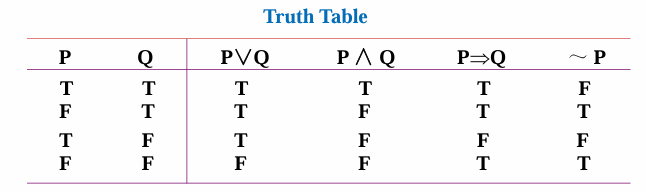 Truth Table
P Q P∨Q P ∧ Q P⇒Q ~ P
T T T T T F
F T T F T T
T F T F F F
F F F F T T